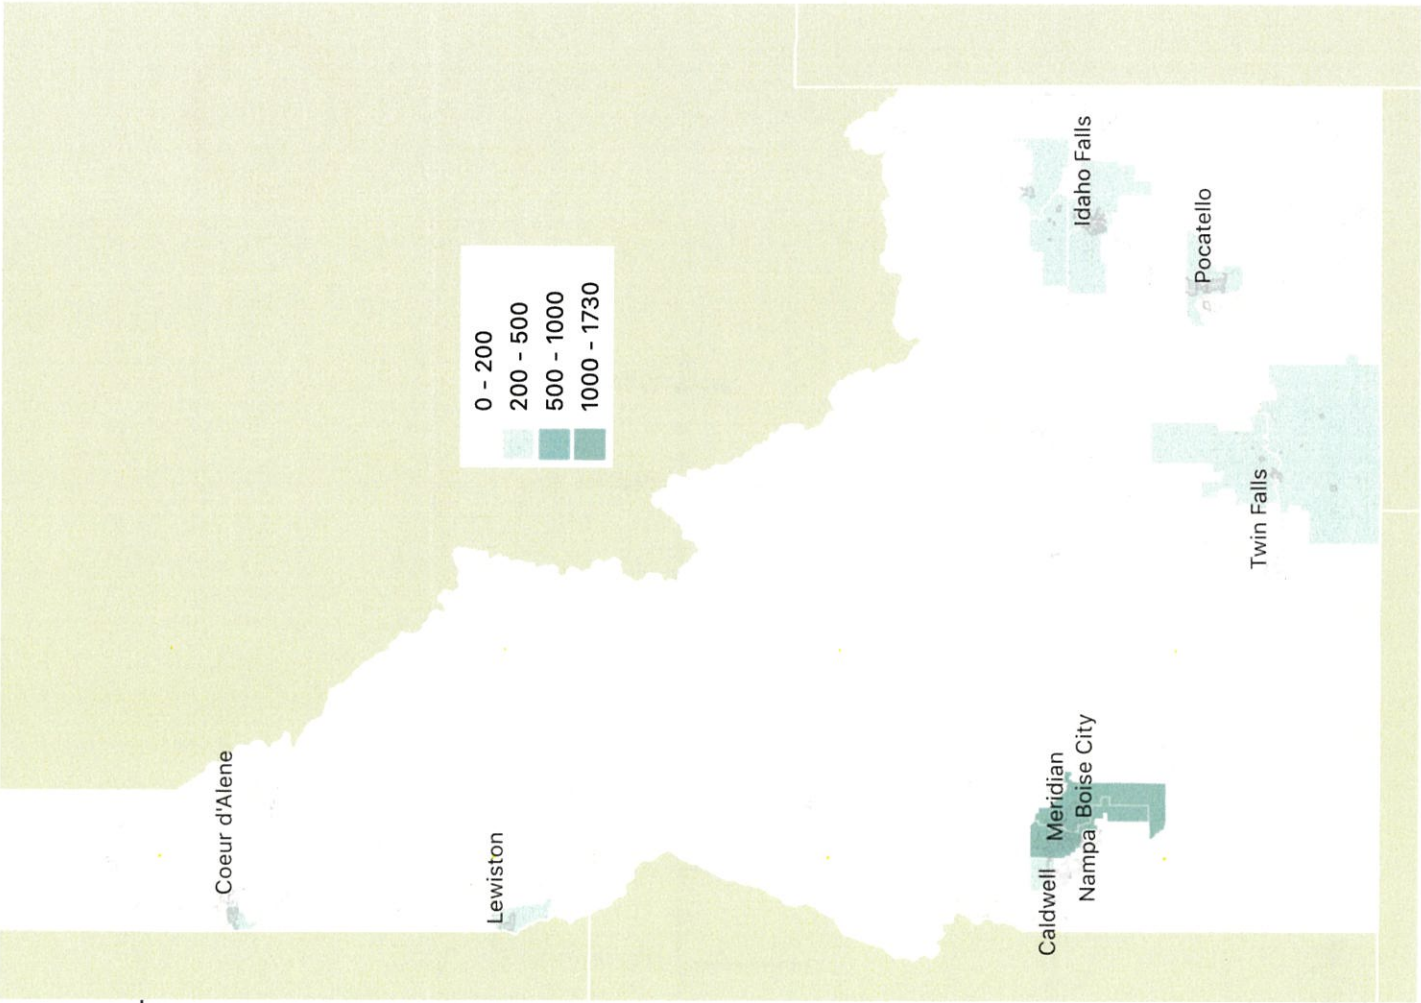 Coeur d'Alene
Lewiston
0 - 200
200 - 500
500 - 1000
1000 - 1730
Caldwell
Meridian
Nampa
Boise City
Idaho Falls
Pocatello
Twin Falls